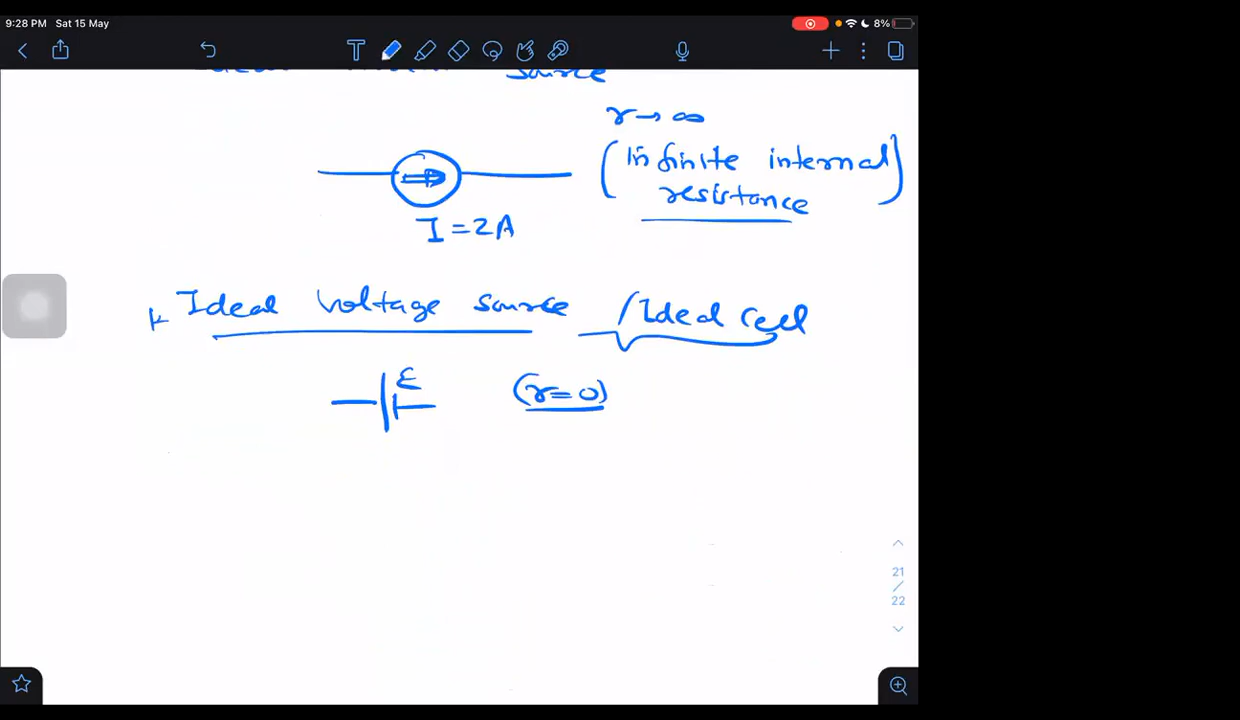 9:28 PM Sat 15 May 8%
T
source
r→∞
(Infinite internal resistance)
I = 2A
Ideal voltage source / Ideal cell
ε (r = 0)
21
/
22